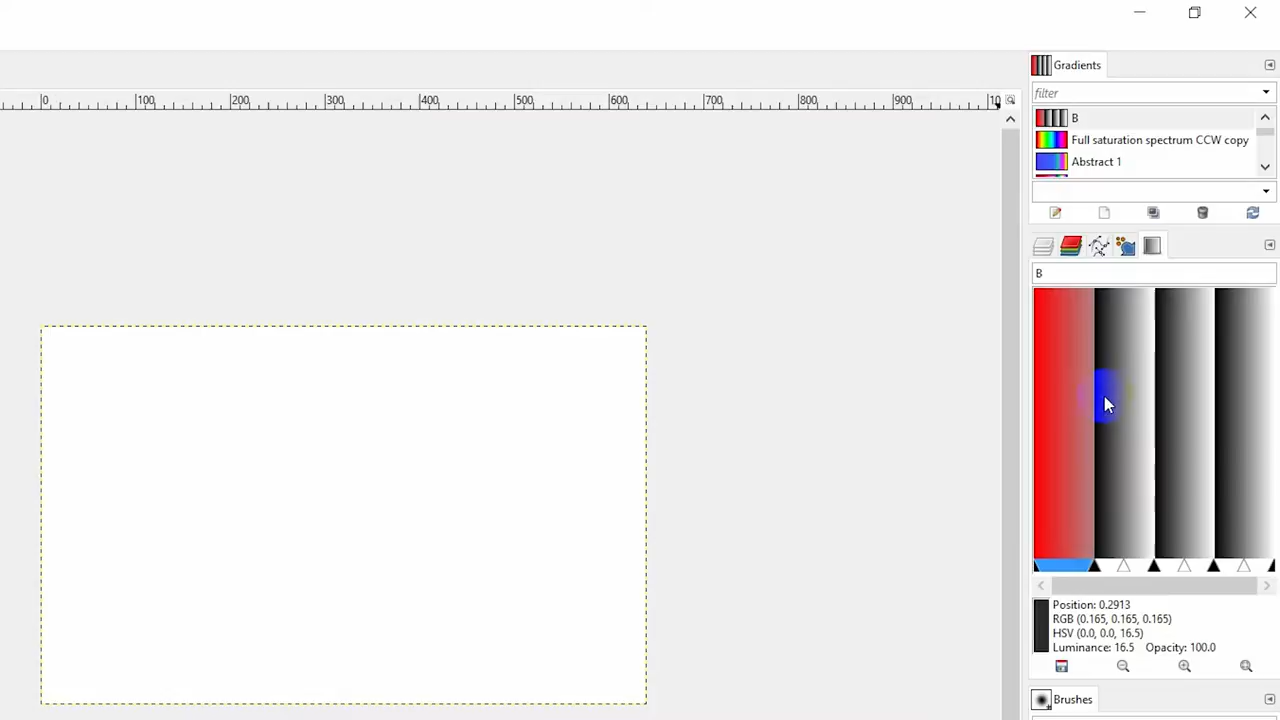 Gradients
0 100 200 300 400 500 600 700 800 900 10
filter
B
Full saturation spectrum CCW copy
Abstract 1
B
Position: 0.2913
RGB (0.165, 0.165, 0.165)
HSV (0.0, 0.0, 16.5)
Luminance: 16.5 Opacity: 100.0
Brushes